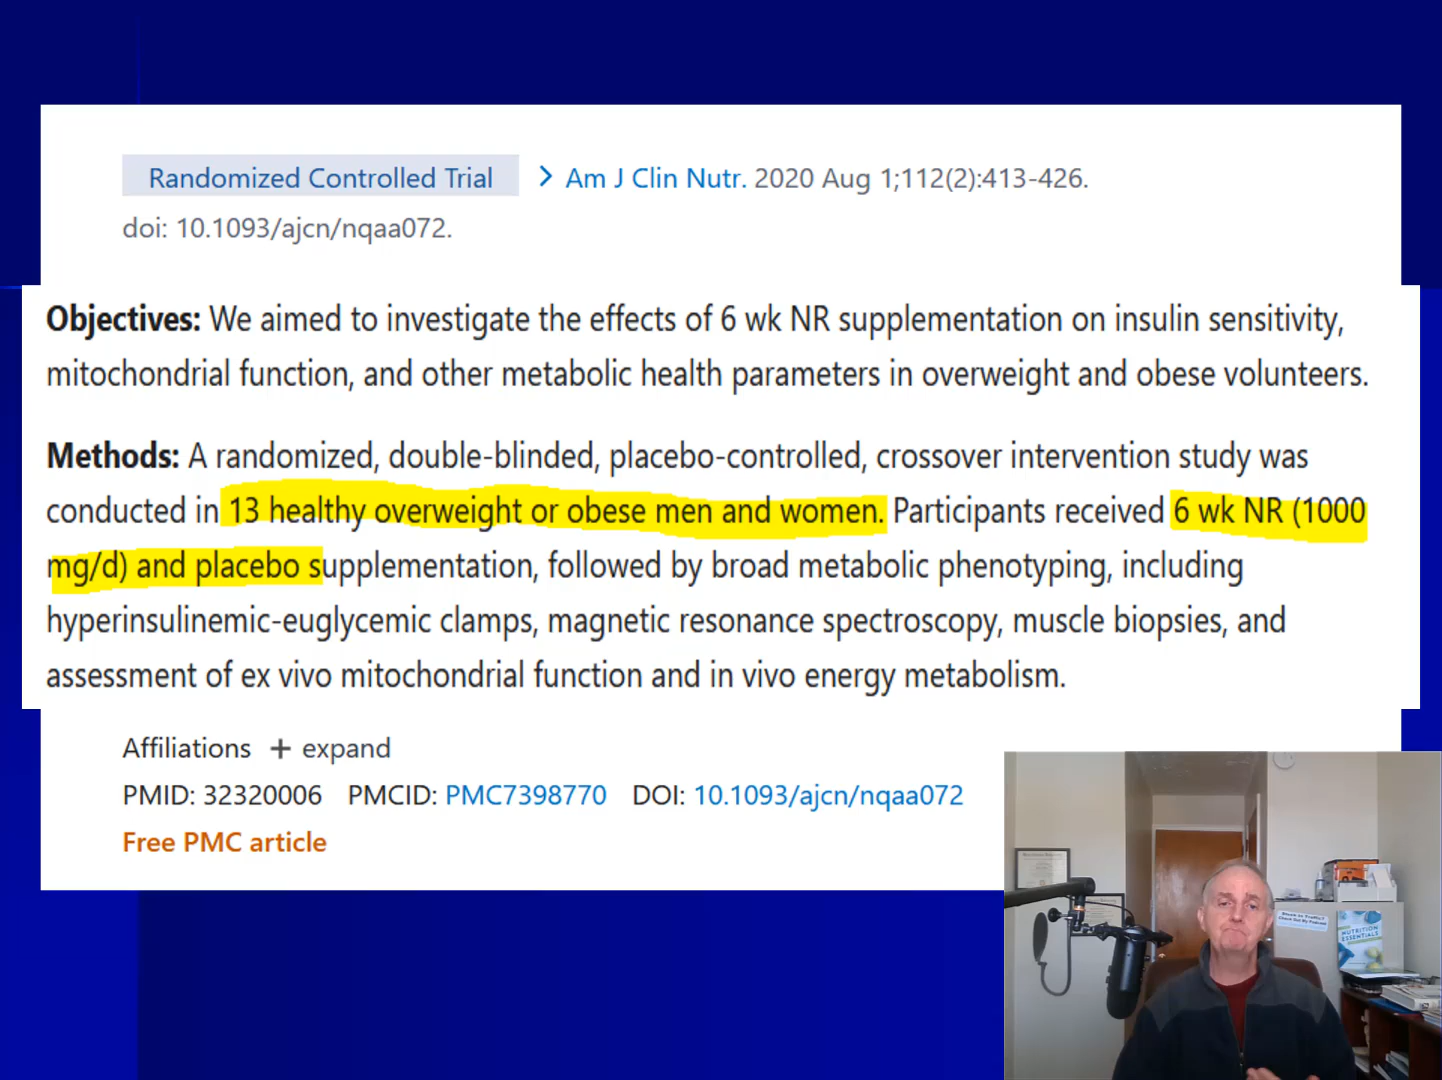 Randomized Controlled Trial > Am J Clin Nutr. 2020 Aug 1;112(2):413-426.
doi: 10.1093/ajcn/nqaa072.
Objectives: We aimed to investigate the effects of 6 wk NR supplementation on insulin sensitivity,
mitochondrial function, and other metabolic health parameters in overweight and obese volunteers.
Methods: A randomized, double-blinded, placebo-controlled, crossover intervention study was
conducted in 13 healthy overweight or obese men and women. Participants received 6 wk NR (1000
mg/d) and placebo supplementation, followed by broad metabolic phenotyping, including
hyperinsulinemic-euglycemic clamps, magnetic resonance spectroscopy, muscle biopsies, and
assessment of ex vivo mitochondrial function and in vivo energy metabolism.
Affiliations + expand
PMID: 32320006 PMCID: PMC7398770 DOI: 10.1093/ajcn/nqaa072
Free PMC article
Check Out My Podcast
NUTRITION
ESSENTIALS